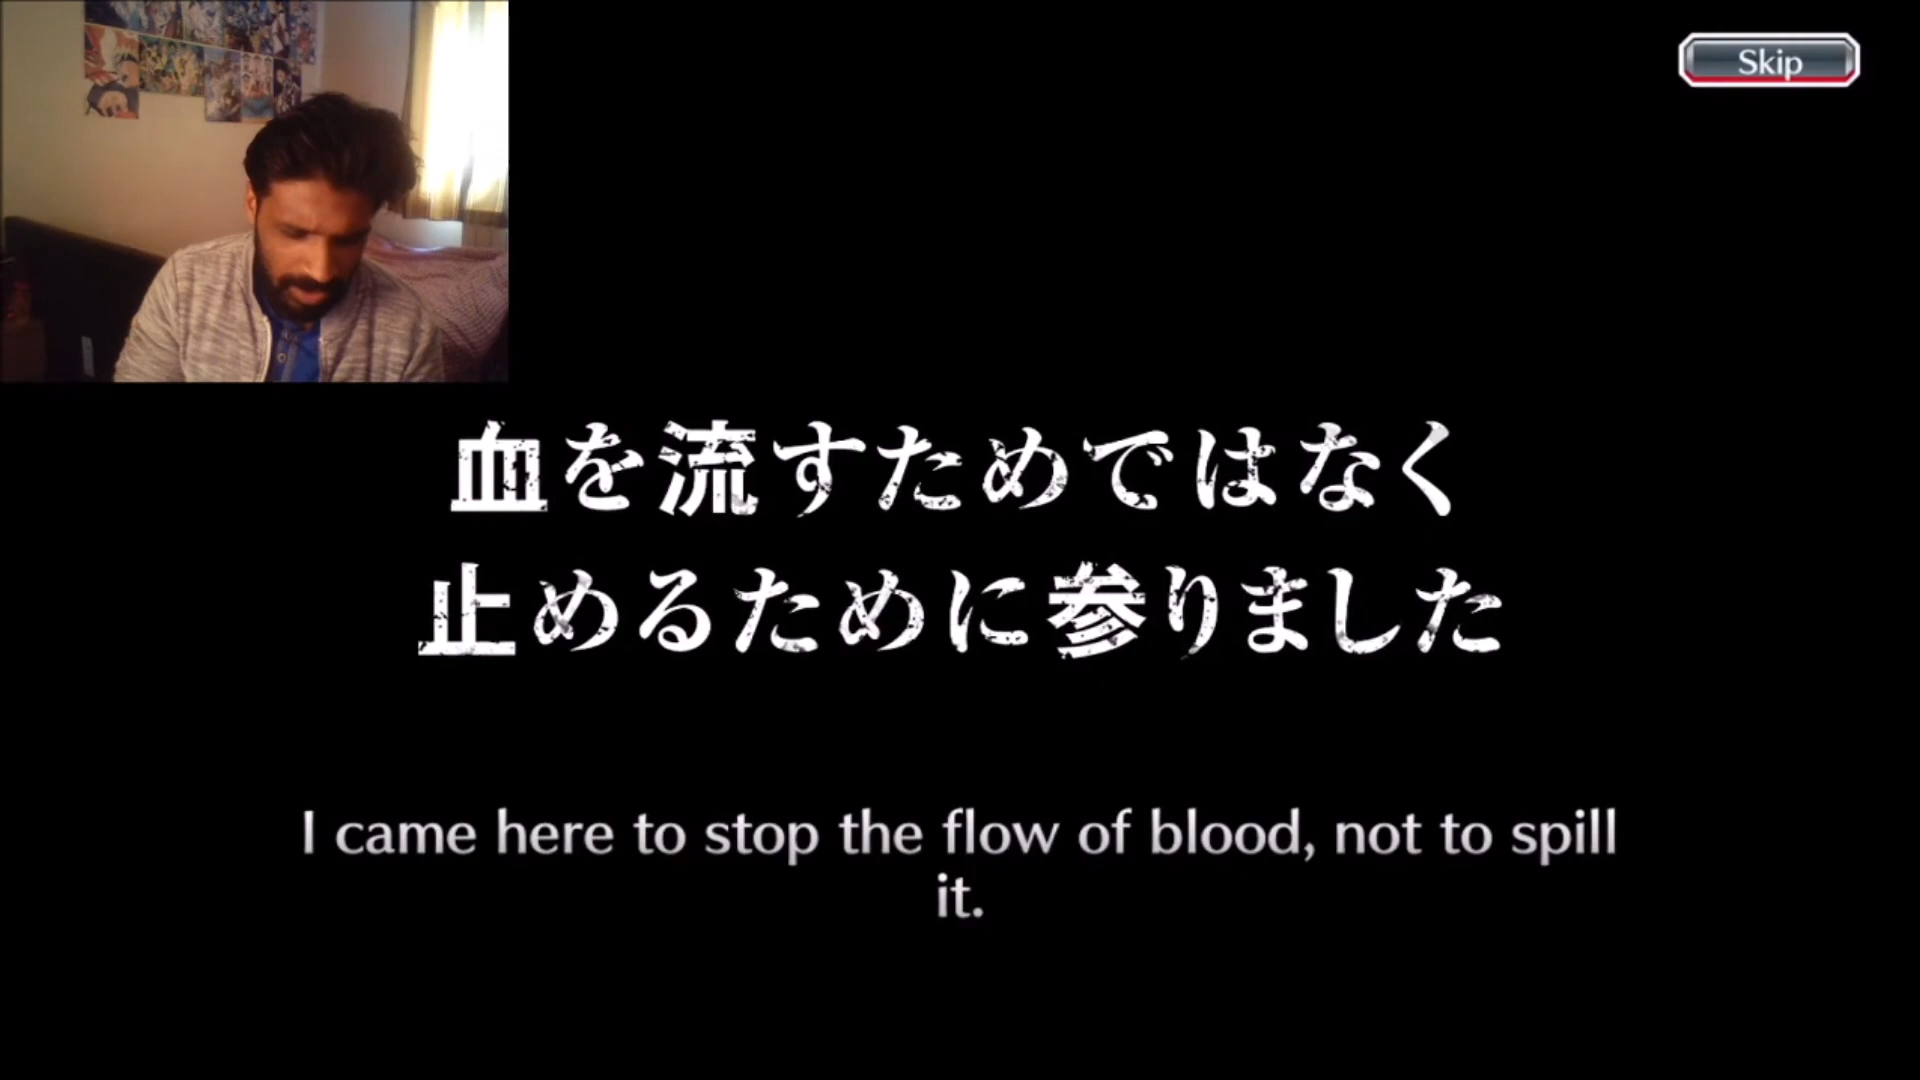 Skip
血を流すためではなく
止めるために参りました
I came here to stop the flow of blood, not to spill
it.